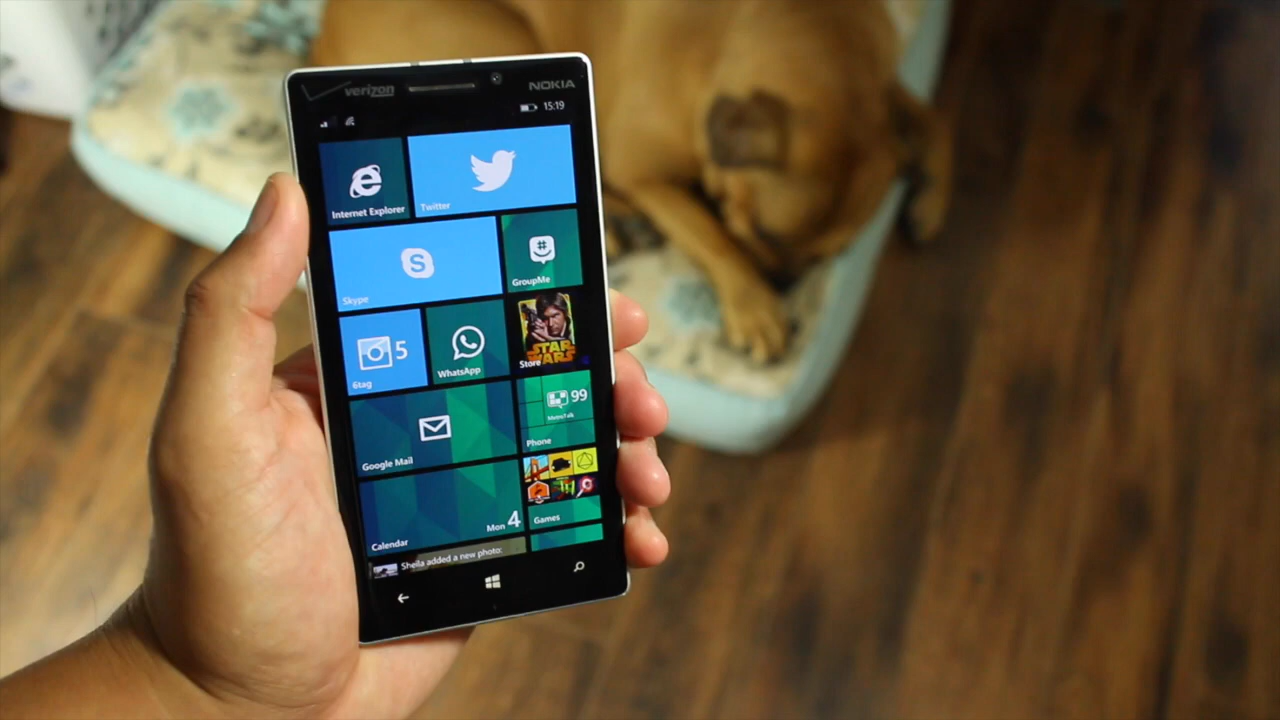 verizon
NOKIA
15:19
Internet Explorer
Twitter
Skype
GroupMe
6tag
5
WhatsApp
STAR
WARS
Store
Google Mail
99
MetroTalk
Phone
Calendar
Mon 4
Games
Sheila added a new photo: